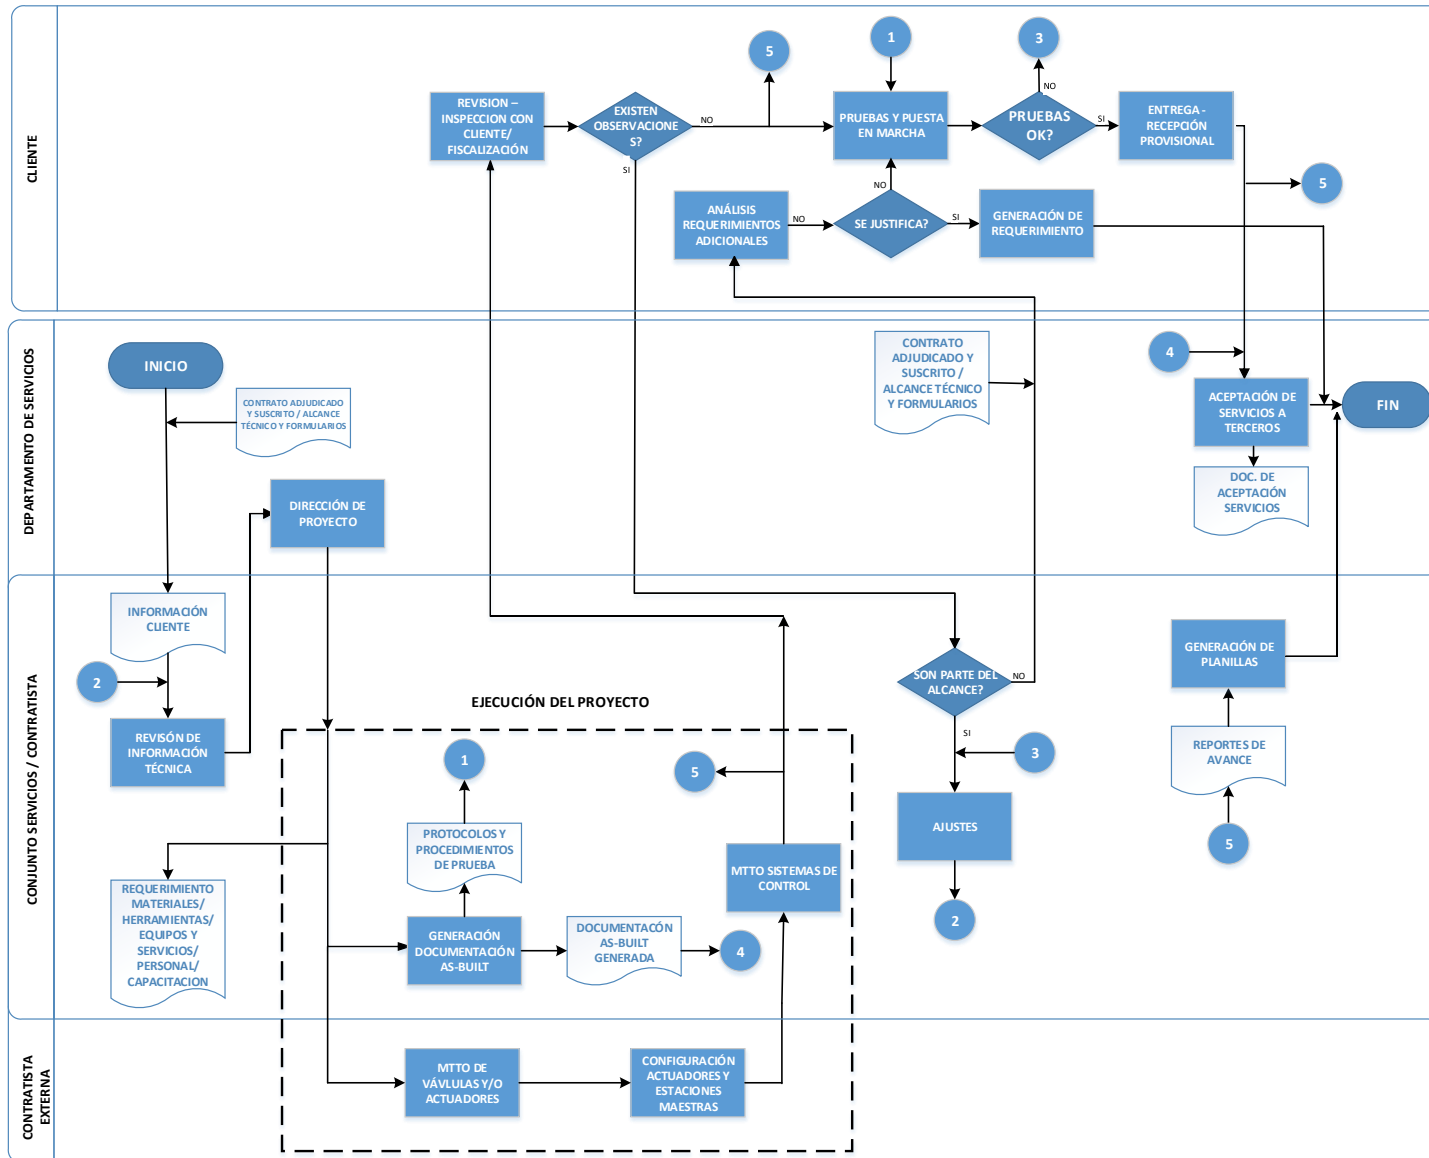 CLIENTE
5
1
3
REVISION –
INSPECCION CON
CLIENTE/
FISCALIZACIÓN
EXISTEN
OBSERVACIONE
S?
NO
SI
PRUEBAS Y PUESTA
EN MARCHA
PRUEBAS
OK?
NO
SI
ENTREGA -
RECEPCIÓN
PROVISIONAL
5
ANÁLISIS
REQUERIMIENTOS
ADICIONALES
NO
SE JUSTIFICA?
NO
SI
GENERACIÓN DE
REQUERIMIENTO
DEPARTAMENTO DE SERVICIOS
INICIO
CONTRATO ADJUDICADO
Y SUSCRITO / ALCANCE
TÉCNICO Y FORMULARIOS
DIRECCIÓN DE
PROYECTO
CONTRATO
ADJUDICADO Y
SUSCRITO /
ALCANCE TÉCNICO
Y FORMULARIOS
4
ACEPTACIÓN DE
SERVICIOS A
TERCEROS
FIN
DOC. DE
ACEPTACIÓN
SERVICIOS
CONJUNTO SERVICIOS / CONTRATISTA
INFORMACIÓN
CLIENTE
2
REVISÓN DE
INFORMACIÓN
TÉCNICA
EJECUCIÓN DEL PROYECTO
SON PARTE DEL
ALCANCE?
NO
SI
GENERACIÓN DE
PLANILLAS
1
5
3
REPORTES DE
AVANCE
PROTOCOLOS Y
PROCEDIMIENTOS
DE PRUEBA
AJUSTES
5
MTTO SISTEMAS DE
CONTROL
REQUERIMIENTO
MATERIALES/
HERRAMIENTAS/
EQUIPOS Y
SERVICIOS/
PERSONAL/
CAPACITACION
GENERACIÓN
DOCUMENTACIÓN
AS-BUILT
DOCUMENTACÓN
AS-BUILT
GENERADA
4
2
CONTRATISTA
EXTERNA
MTTO DE
VÁVLULAS Y/O
ACTUADORES
CONFIGURACIÓN
ACTUADORES Y
ESTACIONES
MAESTRAS